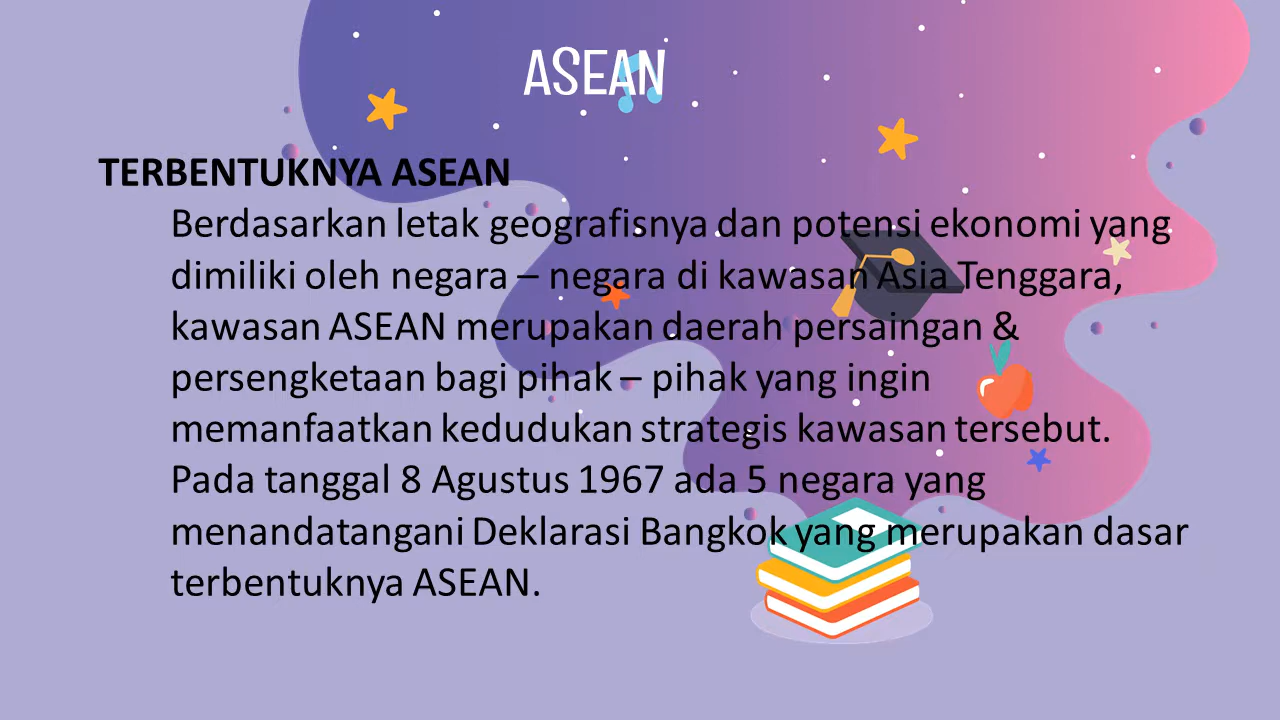 ASEAN
TERBENTUKNYA ASEAN
Berdasarkan letak geografisnya dan potensi ekonomi yang
dimiliki oleh negara – negara di kawasan Asia Tenggara,
kawasan ASEAN merupakan daerah persaingan &
persengketaan bagi pihak – pihak yang ingin
memanfaatkan kedudukan strategis kawasan tersebut.
Pada tanggal 8 Agustus 1967 ada 5 negara yang
menandatangani Deklarasi Bangkok yang merupakan dasar
terbentuknya ASEAN.